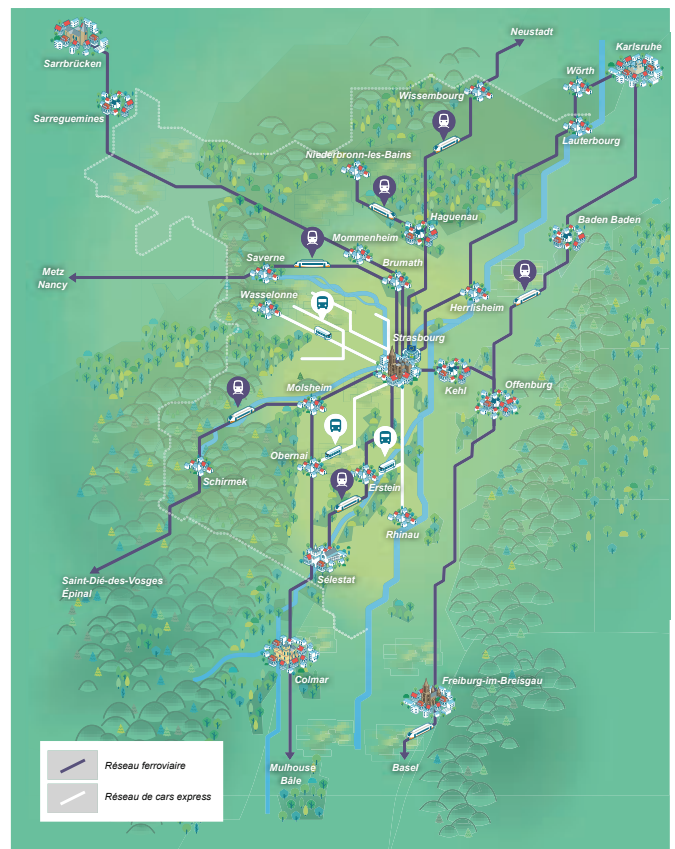 Neustadt
Karlsruhe
Sarrbrücken
Wörth
Wissembourg
Sarreguemines
Lauterbourg
Niederbronn-les-Bains
Haguenau
Baden Baden
Mommenheim
Saverne
Brumath
Metz
Nancy
Wasselonne
Herrlisheim
Strasbourg
Molsheim
Kehl
Offenburg
Obernai
Schirmek
Erstein
Rhinau
Saint-Dié-des-Vosges
Épinal
Sélestat
Colmar
Freiburg-im-Breisgau
Mulhouse
Bâle
Basel
Réseau ferroviaire
Réseau de cars express